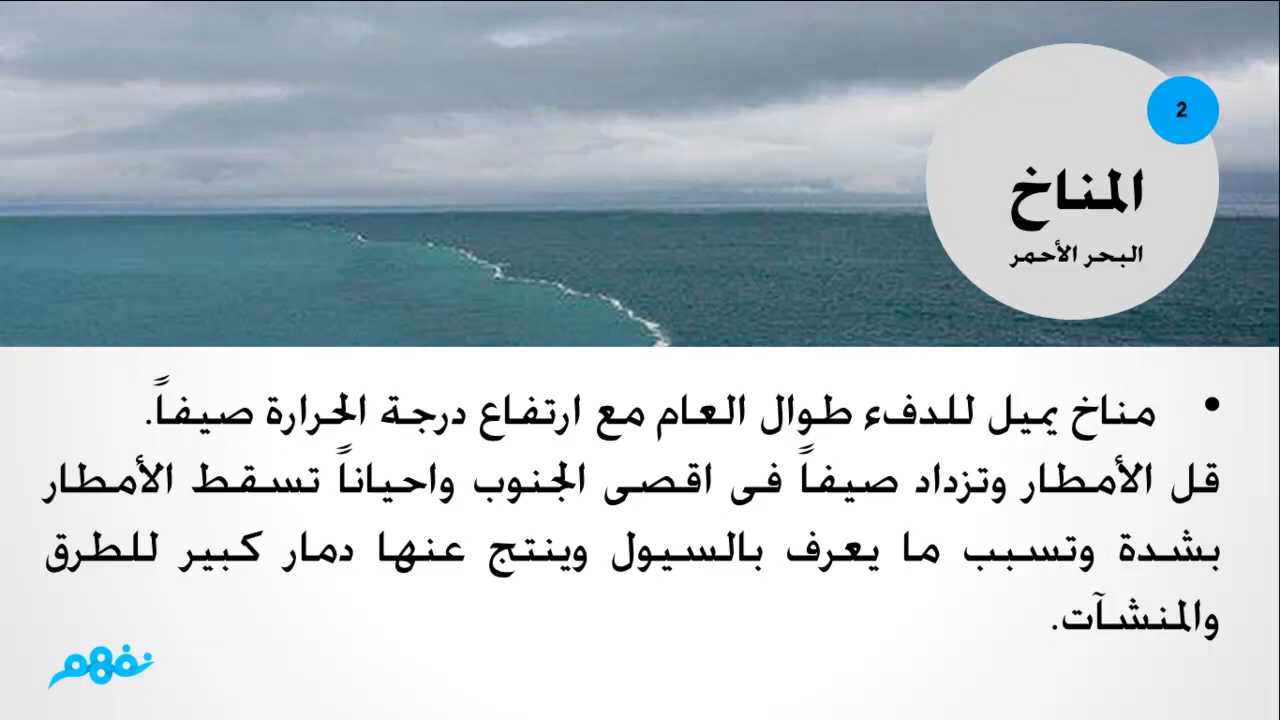 2
المناخ
البحر الأحمر
• مناخ يميل للدفء طوال العام مع ارتفاع درجة الحرارة صيفاً.
قل الأمطار وتزداد صيفاً فى اقصى الجنوب واحياناً تسقط الأمطار
بشدة وتسبب ما يعرف بالسيول وينتج عنها دمار كبير للطرق
والمنشآت.
نفهم